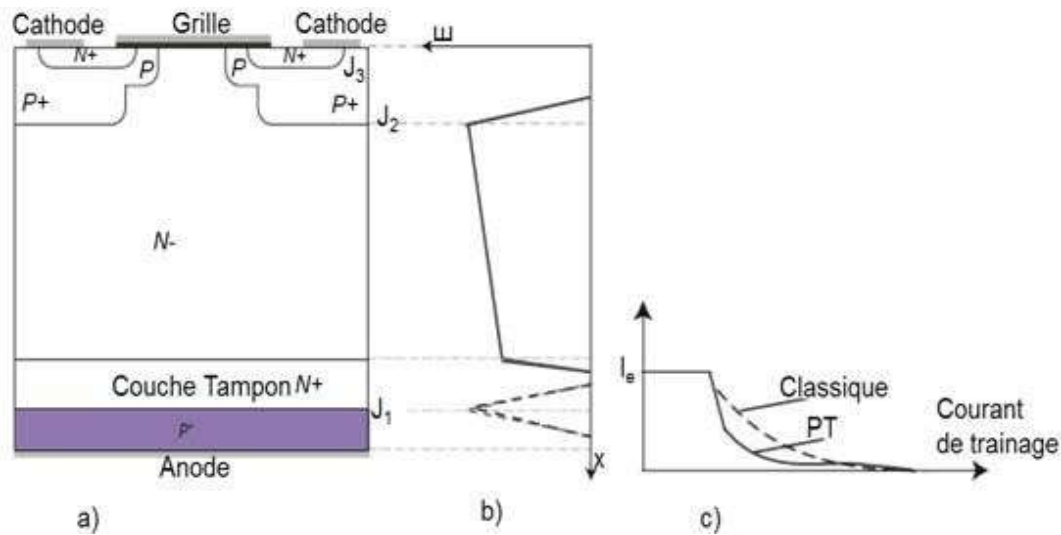 Cathode Grille Cathode
N+ P P N+ J3
P+ P+
J2
E
N-
Couche Tampon N+
J1
P+
Anode
x
Ie
Classique
PT
Courant
de trainage
a) b) c)